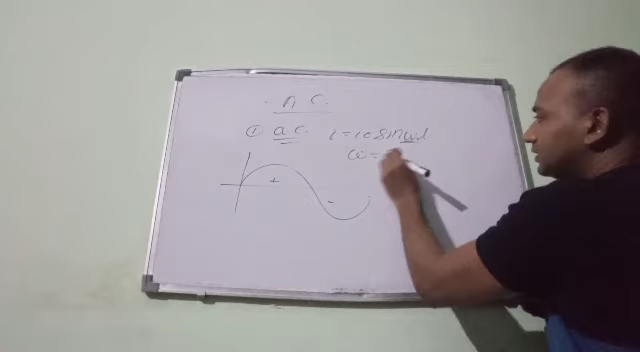 A C.
① a.c. i = i0 sin ωt
ω =
+
-